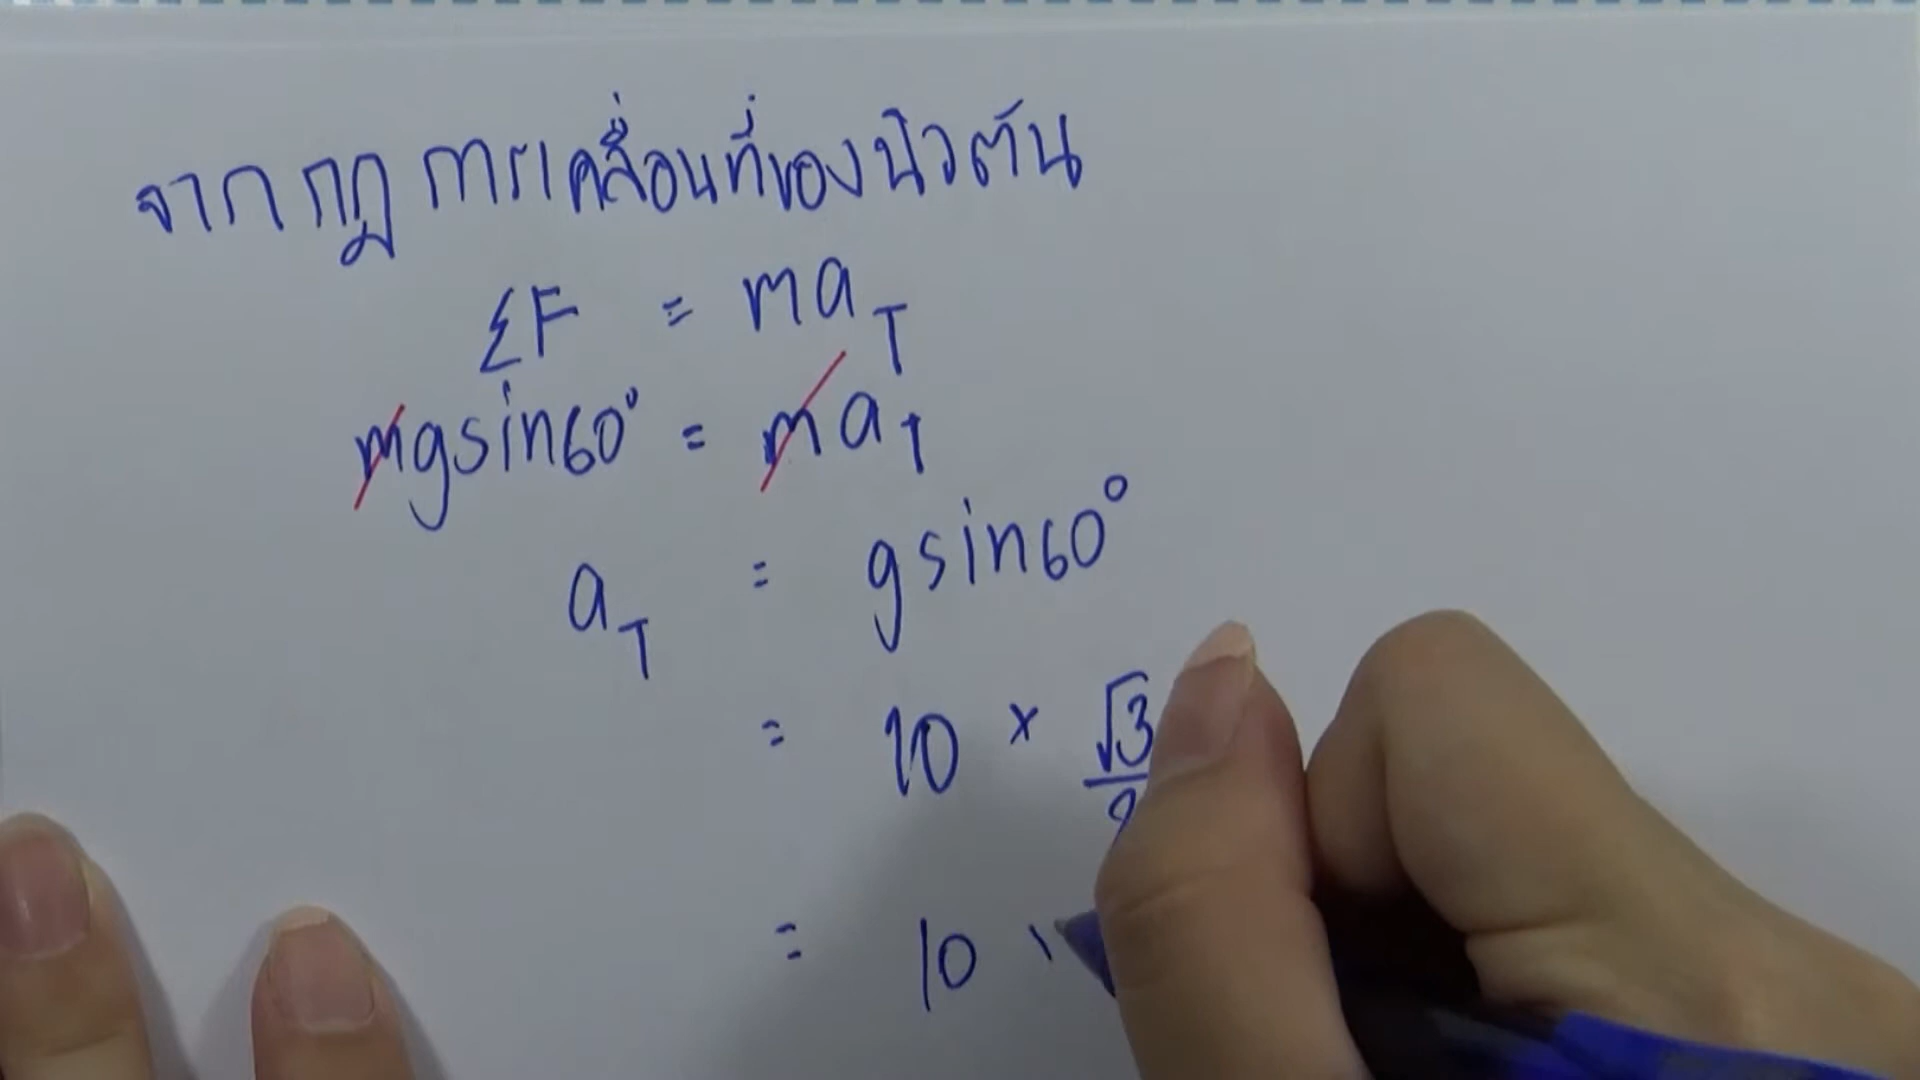 จากกฎการเคลื่อนที่ของนิวตัน
ΣF = ma_T
mgsin60° = ma_T
a_T = gsin60°
= 10 × √3/2
= 10